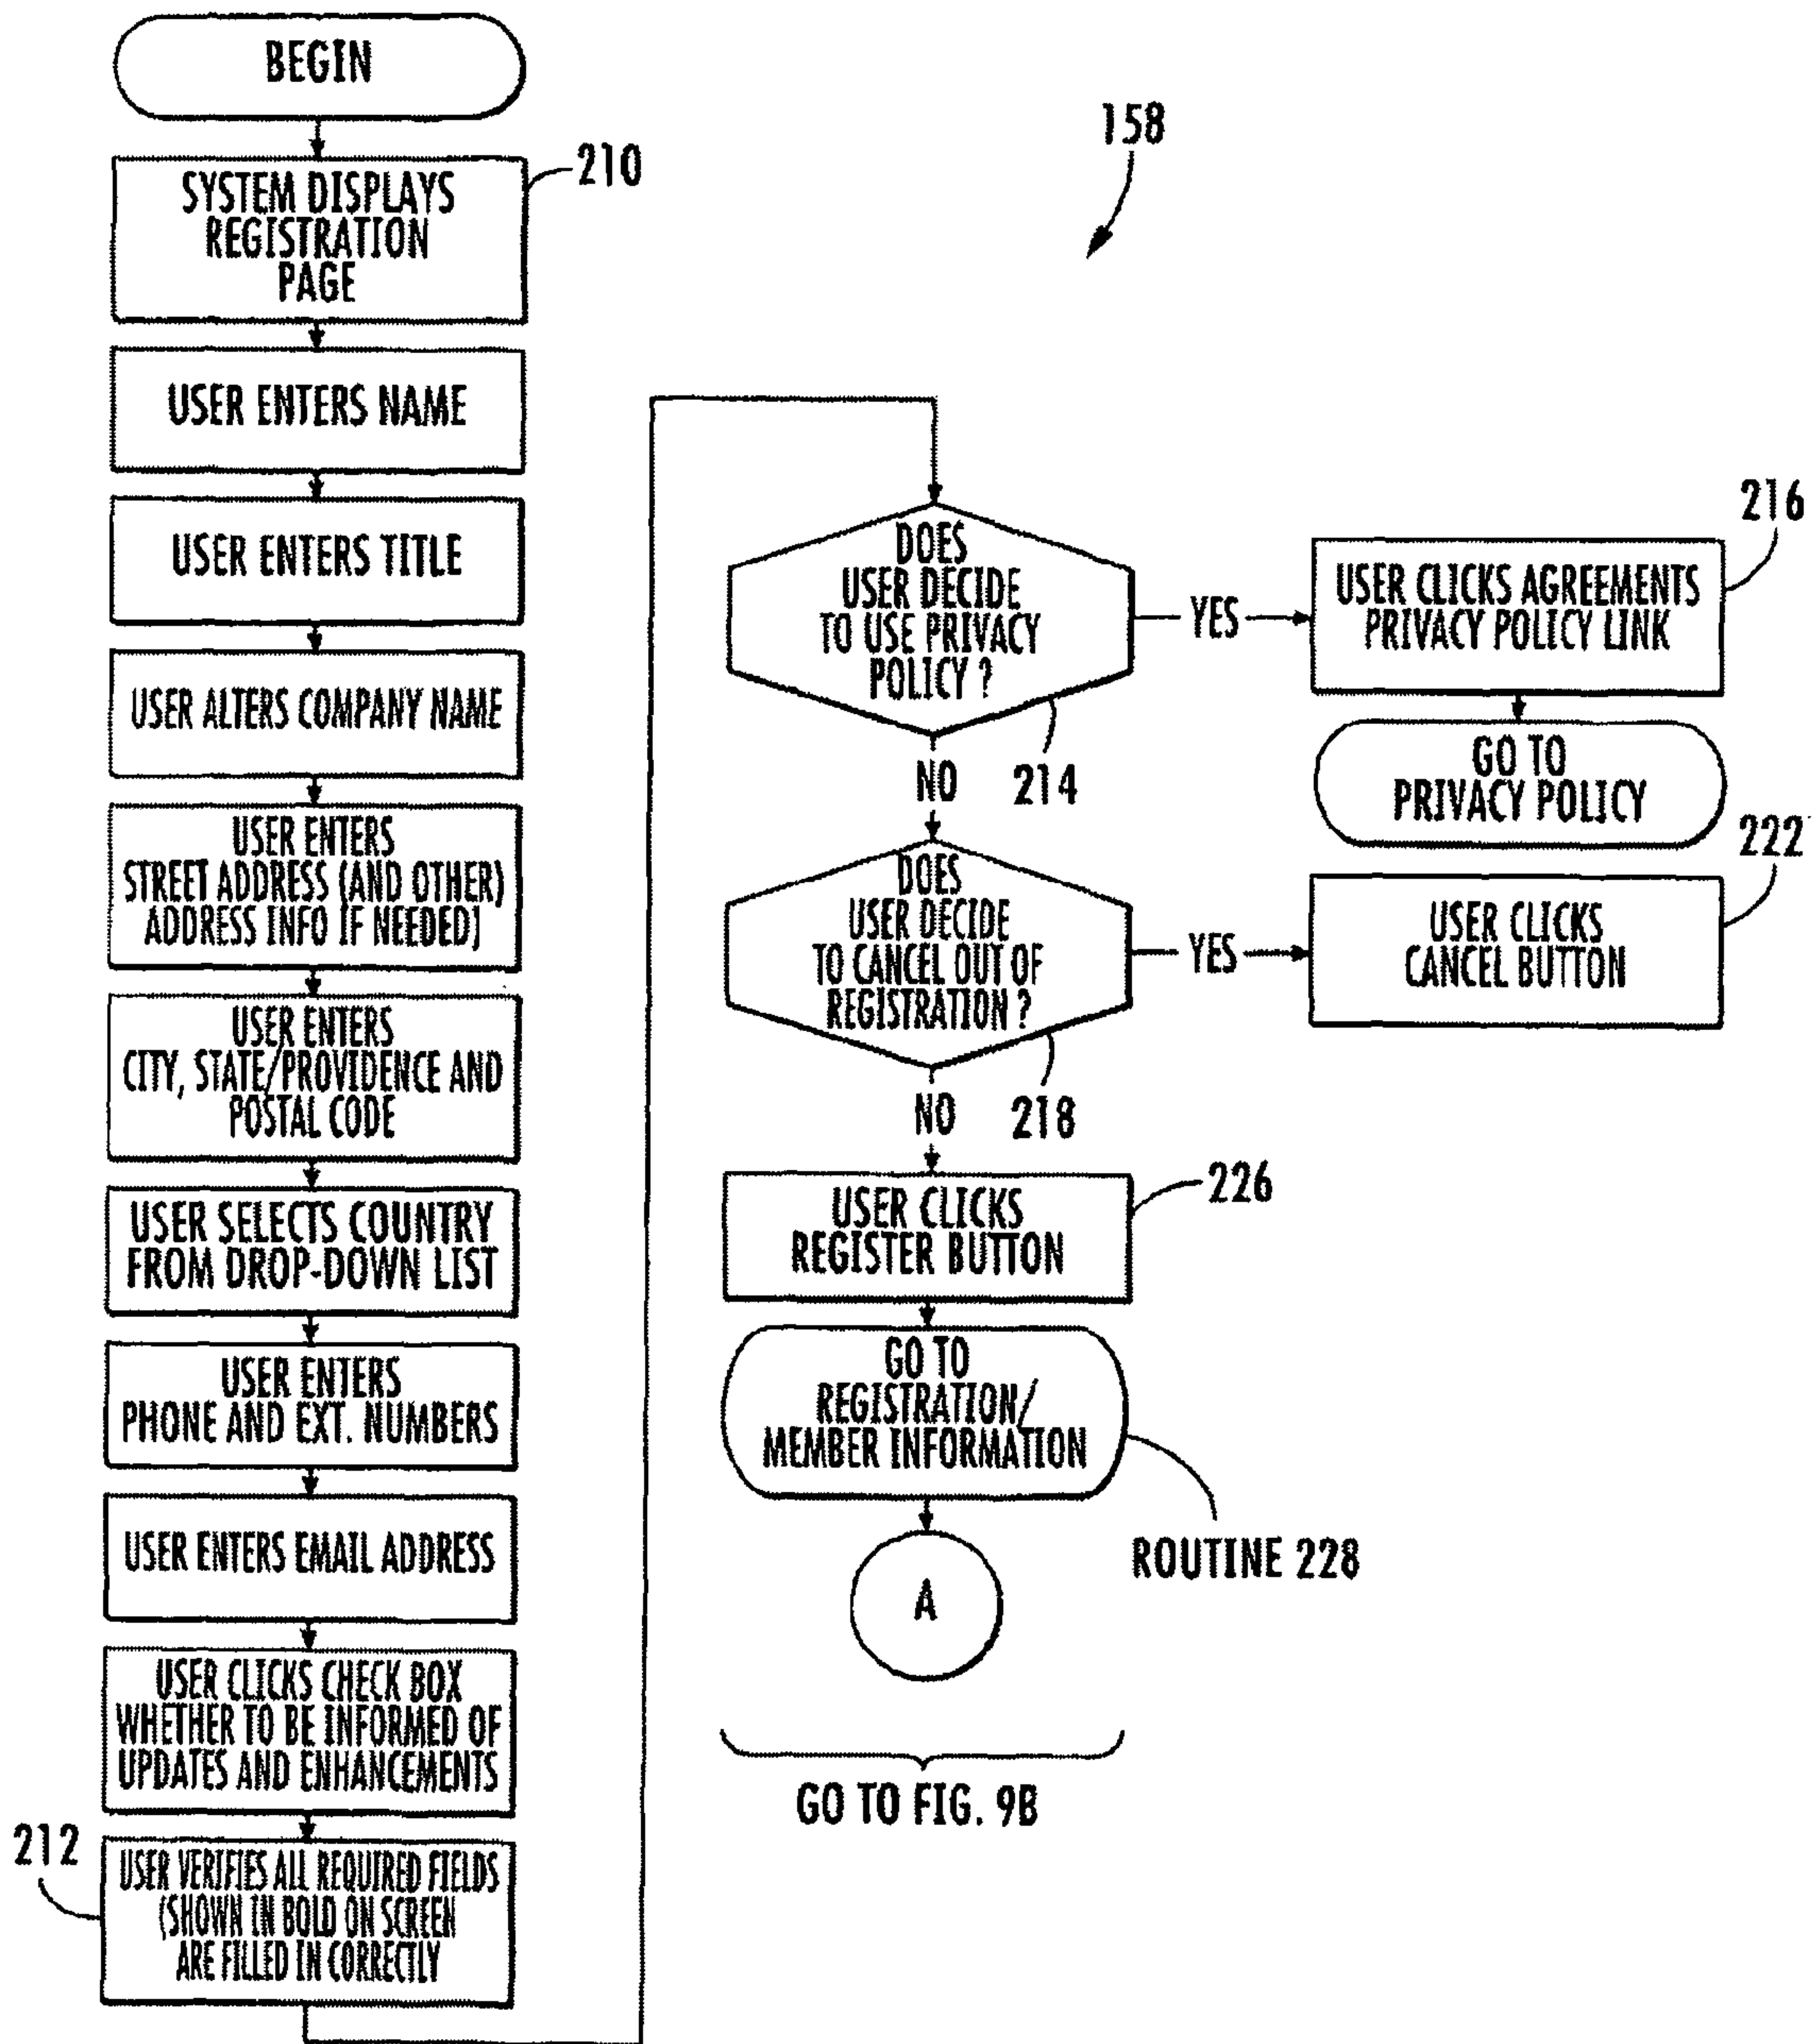 BEGIN
SYSTEM DISPLAYS
REGISTRATION
PAGE
210
USER ENTERS NAME
USER ENTERS TITLE
USER ALTERS COMPANY NAME
USER ENTERS
STREET ADDRESS (AND OTHER)
ADDRESS INFO IF NEEDED]
USER ENTERS
CITY, STATE/PROVIDENCE AND
POSTAL CODE
USER SELECTS COUNTRY
FROM DROP-DOWN LIST
USER ENTERS
PHONE AND EXT. NUMBERS
USER ENTERS EMAIL ADDRESS
USER CLICKS CHECK BOX
WHETHER TO BE INFORMED OF
UPDATES AND ENHANCEMENTS
212
USER VERIFIES ALL REQUIRED FIELDS
(SHOWN IN BOLD ON SCREEN
ARE FILLED IN CORRECTLY
158
DOES
USER DECIDE
TO USE PRIVACY
POLICY ?
214
YES
216
USER CLICKS AGREEMENTS
PRIVACY POLICY LINK
GO TO
PRIVACY POLICY
NO
DOES
USER DECIDE
TO CANCEL OUT OF
REGISTRATION ?
218
YES
222
USER CLICKS
CANCEL BUTTON
NO
226
USER CLICKS
REGISTER BUTTON
GO TO
REGISTRATION/
MEMBER INFORMATION
ROUTINE 228
A
GO TO FIG. 9B